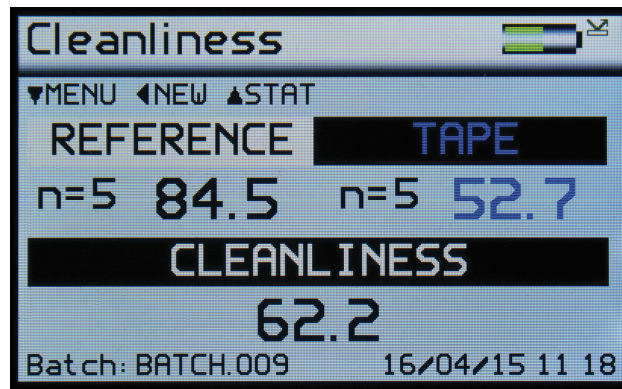 Cleanliness
▼MENU ◀NEW ▲STAT
REFERENCE TAPE
n=5 84.5 n=5 52.7
CLEANLINESS
62.2
Batch: BATCH.009 16/04/15 11 18